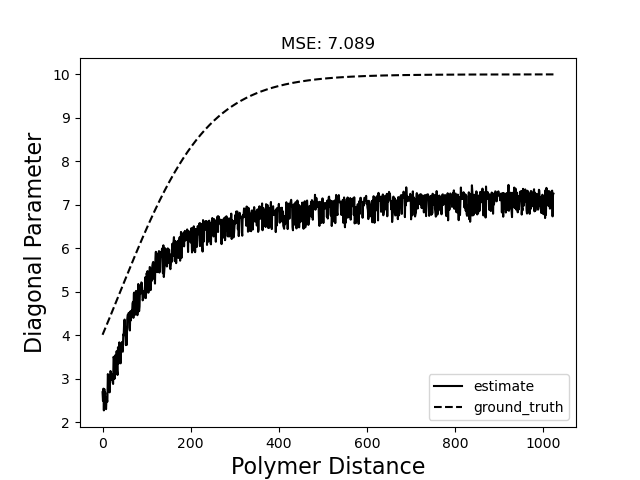 MSE: 7.089
10
9
8
7
6
5
4
3
2
Diagonal Parameter
estimate
ground_truth
0 200 400 600 800 1000
Polymer Distance